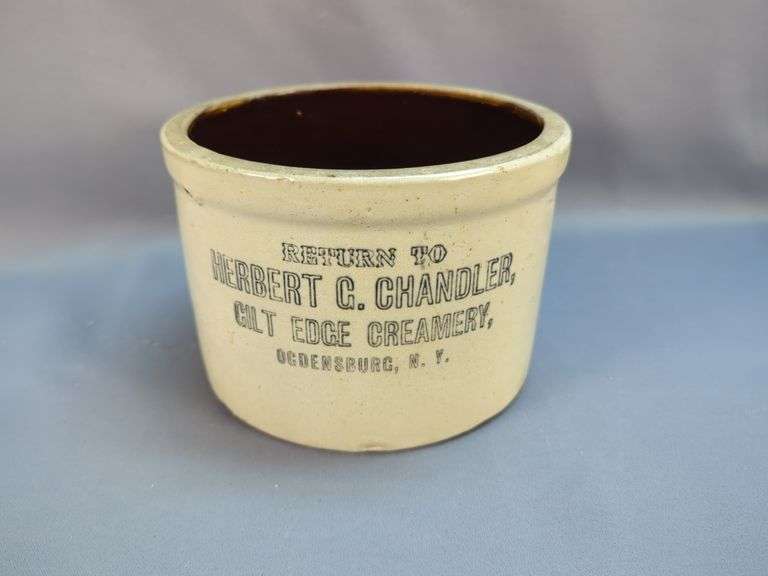 RETURN TO
HERBERT G. CHANDLER,
GILT EDGE CREAMERY,
OGDENSBURG, N. Y.